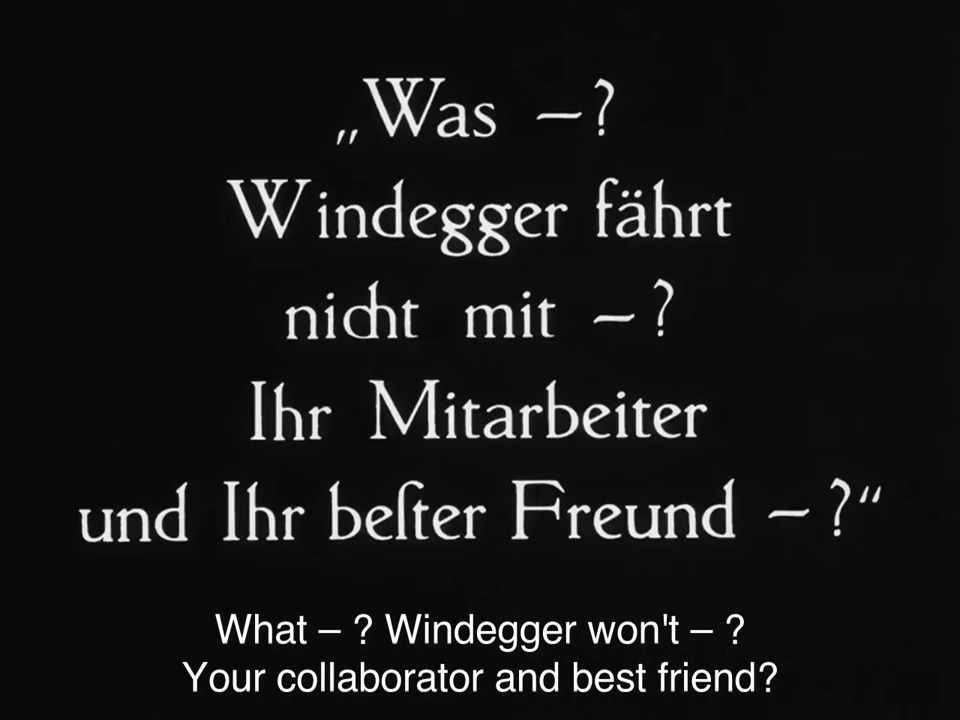 „Was – ?
Windegger fährt
nicht mit – ?
Ihr Mitarbeiter
und Ihr beſter Freund – ?“
What – ? Windegger won't – ?
Your collaborator and best friend?